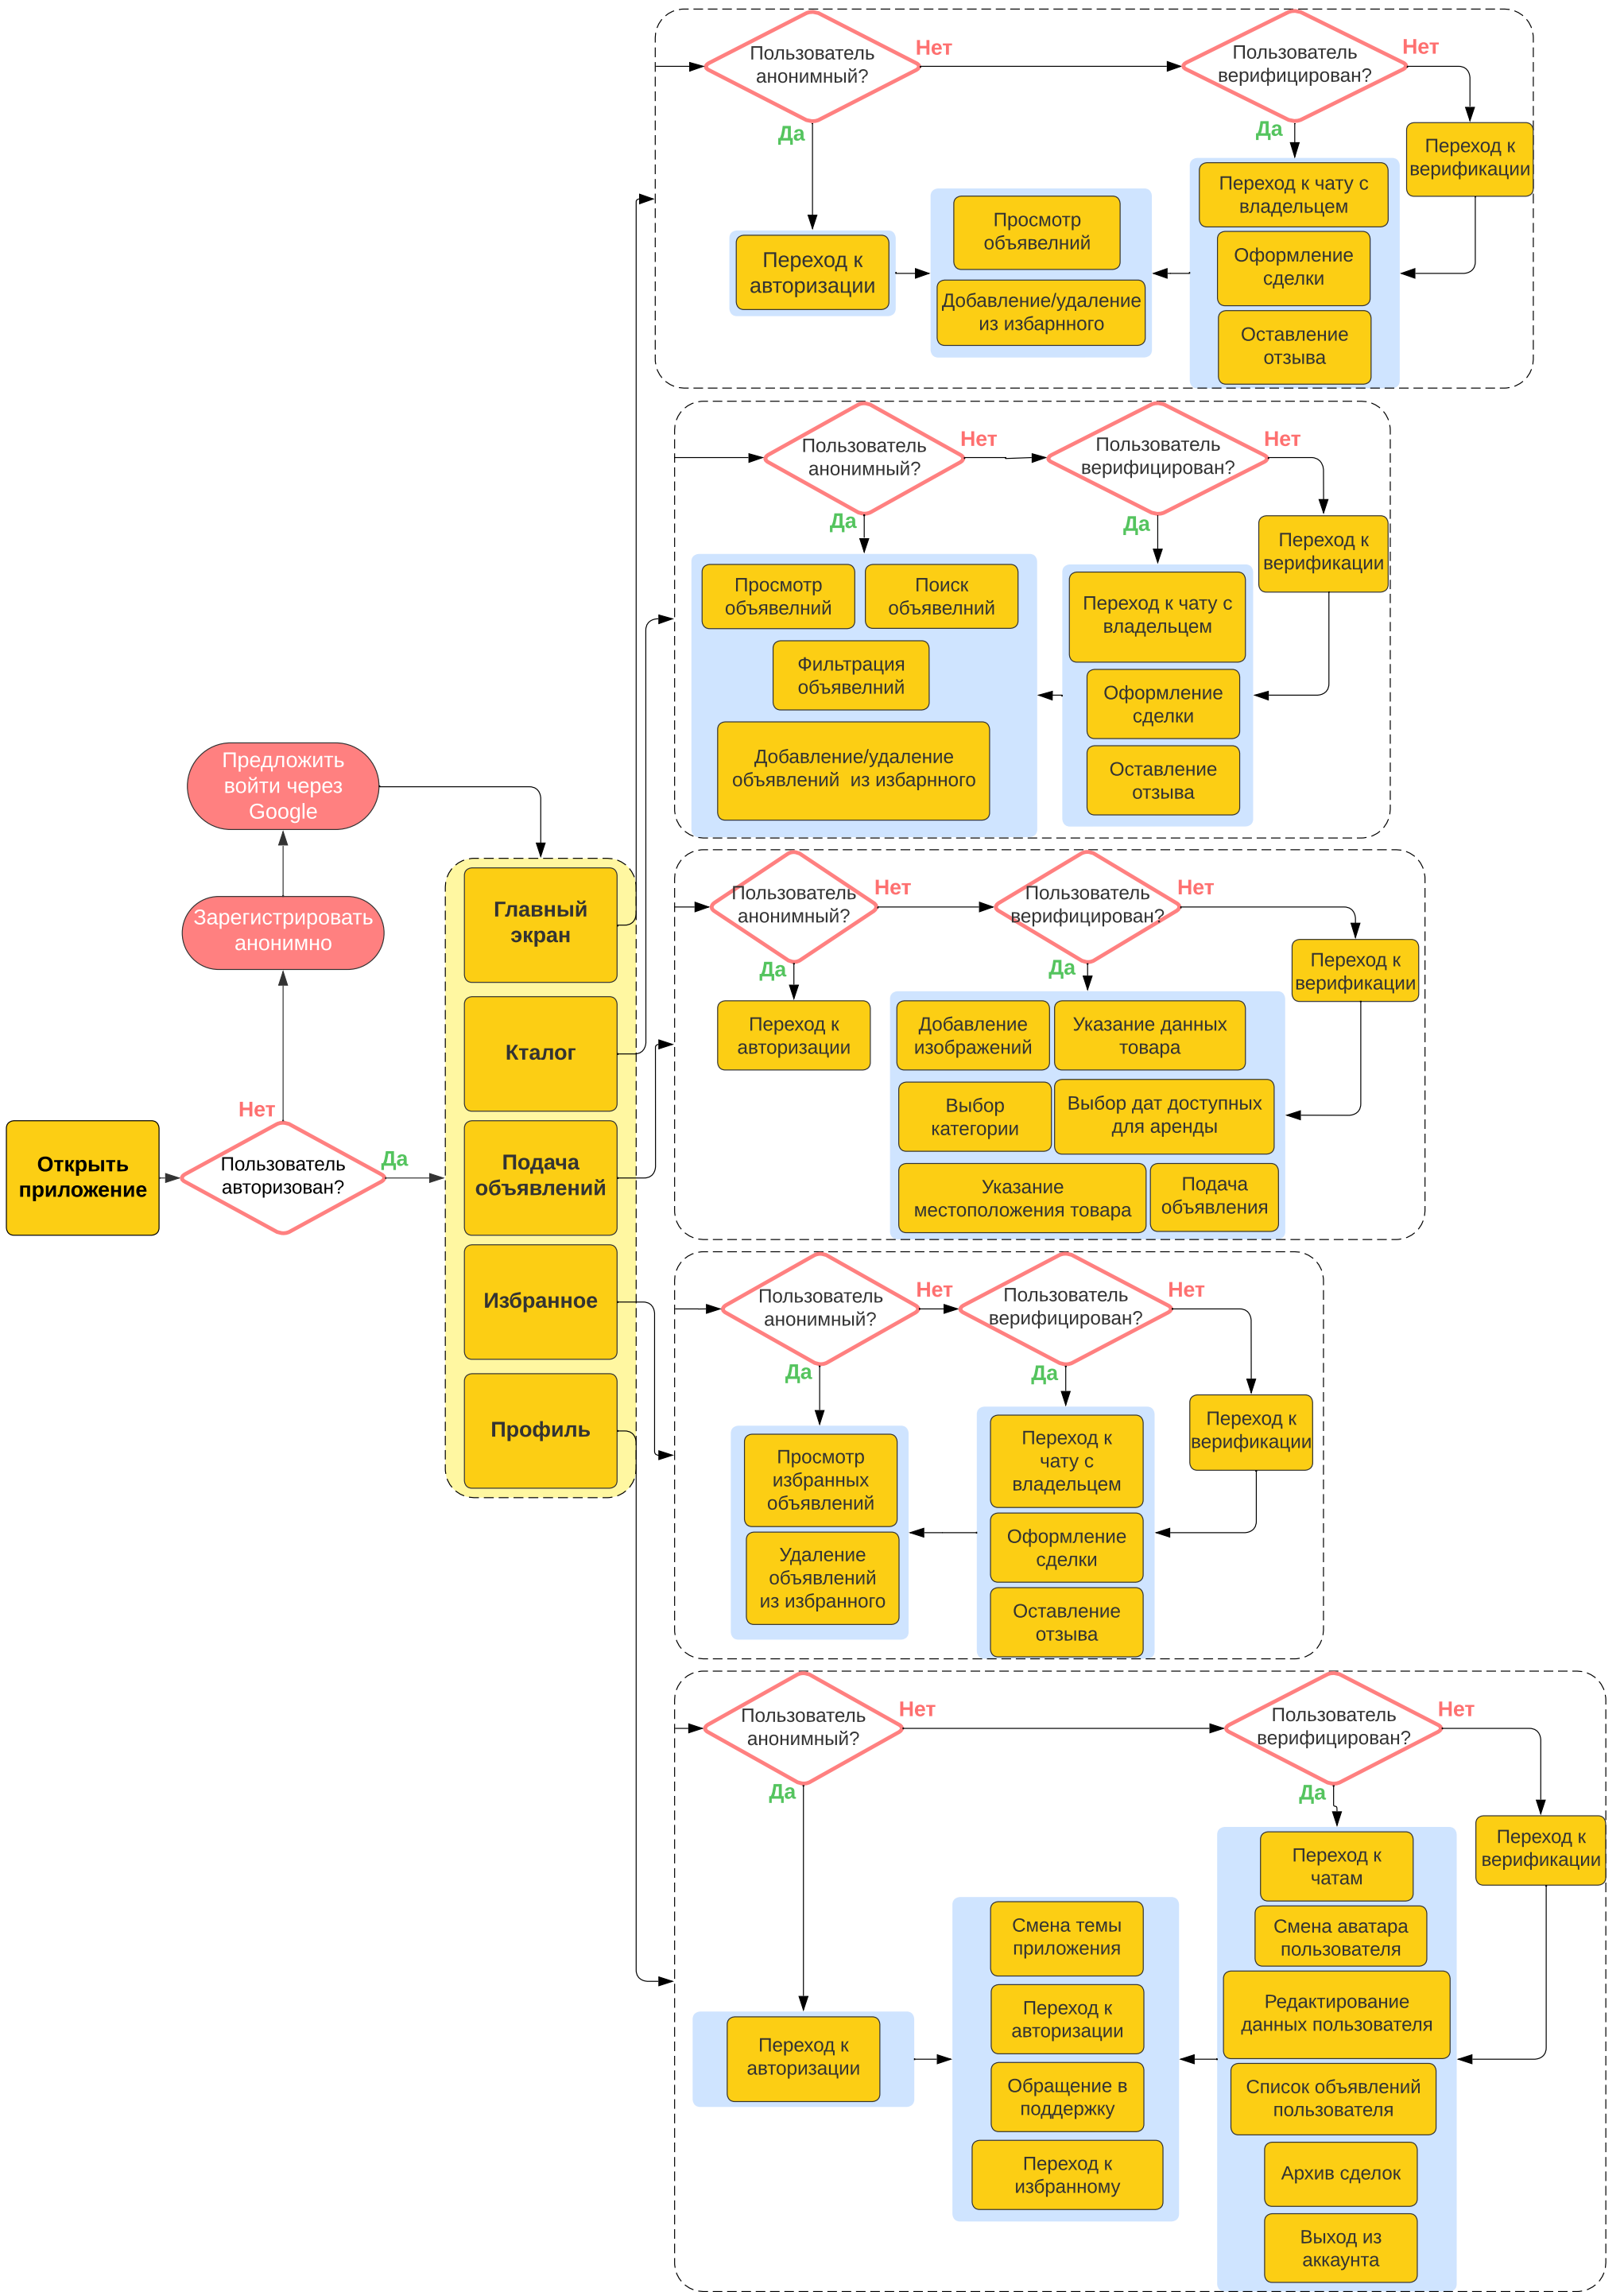 Открыть
приложение
Пользователь
авторизован?
Нет
Да
Зарегистрировать
анонимно
Предложить
войти через
Google
Главный
экран
Кталог
Подача
объявлений
Избранное
Профиль
Пользователь
анонимный?
Нет
Да
Пользователь
верифицирован?
Нет
Да
Переход к
верификации
Переход к
авторизации
Просмотр
объявелний
Добавление/удаление
из избарнного
Переход к чату с
владельцем
Оформление
сделки
Оставление
отзыва
Пользователь
анонимный?
Нет
Да
Пользователь
верифицирован?
Нет
Да
Переход к
верификации
Просмотр
объявелний
Поиск
объявелний
Фильтрация
объявелний
Добавление/удаление
объявлений  из избарнного
Переход к чату с
владельцем
Оформление
сделки
Оставление
отзыва
Пользователь
анонимный?
Нет
Да
Пользователь
верифицирован?
Нет
Да
Переход к
верификации
Переход к
авторизации
Добавление
изображений
Указание данных
товара
Выбор
категории
Выбор дат доступных
для аренды
Указание
местоположения товара
Подача
объявления
Пользователь
анонимный?
Нет
Да
Пользователь
верифицирован?
Нет
Да
Переход к
верификации
Просмотр
избранных
объявлений
Удаление
объявлений
из избранного
Переход к
чату с
владельцем
Оформление
сделки
Оставление
отзыва
Пользователь
анонимный?
Нет
Да
Пользователь
верифицирован?
Нет
Да
Переход к
верификации
Переход к
авторизации
Смена темы
приложения
Переход к
авторизации
Обращение в
поддержку
Переход к
избранному
Переход к
чатам
Смена аватара
пользователя
Редактирование
данных пользователя
Список объявлений
пользователя
Архив сделок
Выход из
аккаунта